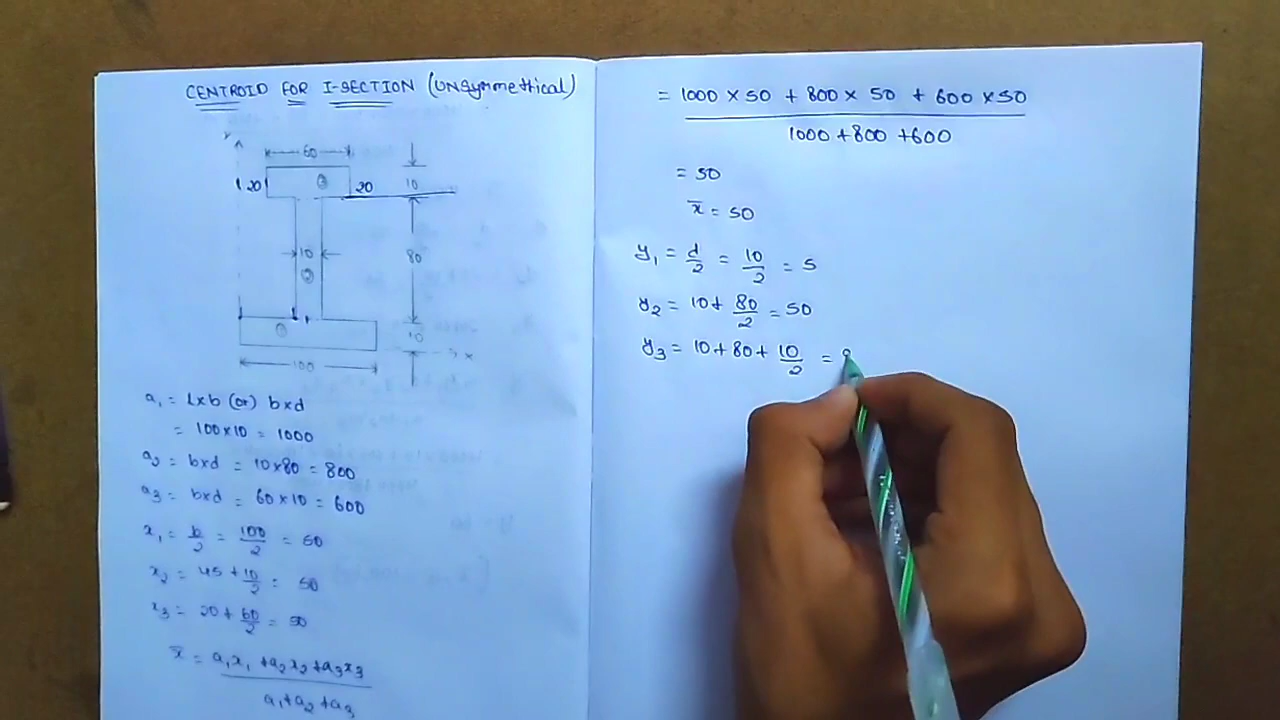 CENTROID FOR I-SECTION (UNSymmetrical)
60
20 3 20 10
10 80
2
1 10
x
100
a₁ = l×b (or) b×d
= 100×10 = 1000
a₂ = b×d = 10×80 = 800
a₃ = b×d = 60×10 = 600
x₁ = b/2 = 100/2 = 50
x₂ = 45 + 10/2 = 50
x₃ = 20 + 60/2 = 50
x̄ = a₁x₁ + a₂x₂ + a₃x₃ / a₁+a₂+a₃
= 1000 × 50 + 800 × 50 + 600 × 50 / 1000 + 800 + 600
= 50
x̄ = 50
y₁ = d/2 = 10/2 = 5
y₂ = 10 + 80/2 = 50
y₃ = 10 + 80 + 10/2 =